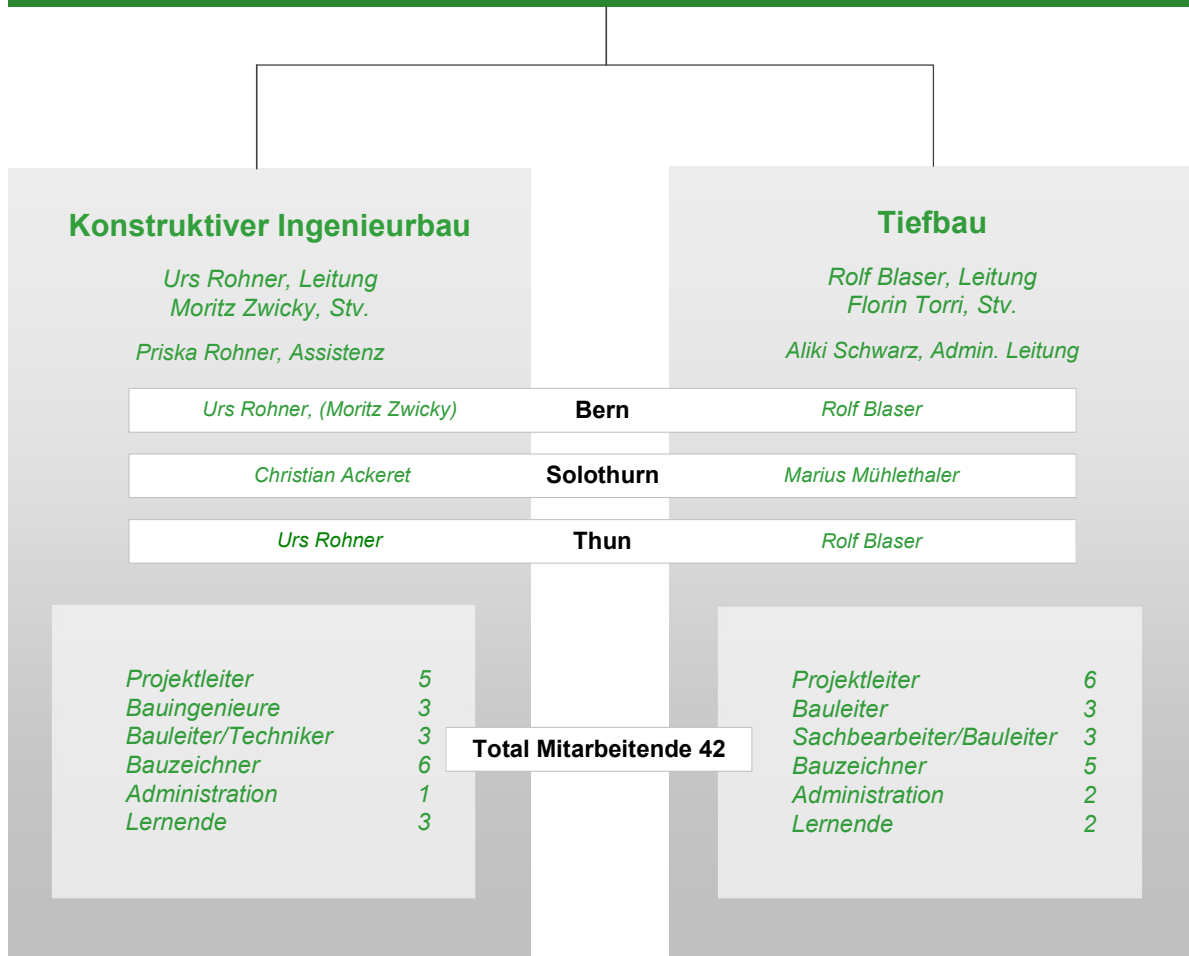 Konstruktiver Ingenieurbau
Urs Rohner, Leitung
Moritz Zwicky, Stv.
Priska Rohner, Assistenz
Tiefbau
Rolf Blaser, Leitung
Florin Torri, Stv.
Aliki Schwarz, Admin. Leitung
Urs Rohner, (Moritz Zwicky) Bern Rolf Blaser
Christian Ackeret Solothurn Marius Mühlethaler
Urs Rohner Thun Rolf Blaser
Projektleiter 5
Bauingenieure 3
Bauleiter/Techniker 3
Bauzeichner 6
Administration 1
Lernende 3
Total Mitarbeitende 42
Projektleiter 6
Bauleiter 3
Sachbearbeiter/Bauleiter 3
Bauzeichner 5
Administration 2
Lernende 2